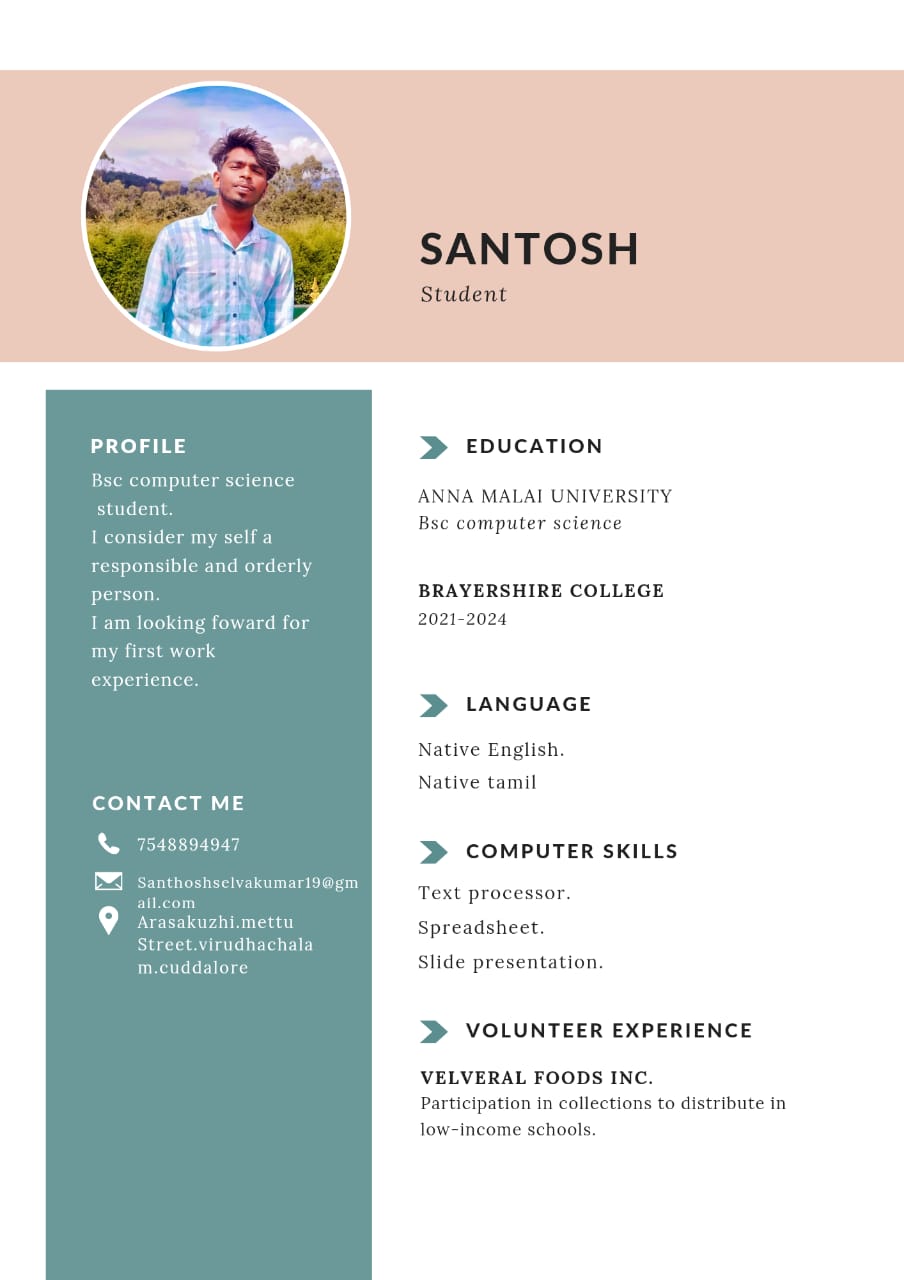 SANTOSH
Student
PROFILE
Bsc computer science
student.
I consider my self a
responsible and orderly
person.
I am looking foward for
my first work
experience.
CONTACT ME
7548894947
Santhoshselvakumar19@gm
ail.com
Arasakuzhi.mettu
Street.virudhachala
m.cuddalore
EDUCATION
ANNA MALAI UNIVERSITY
Bsc computer science
BRAYERSHIRE COLLEGE
2021-2024
LANGUAGE
Native English.
Native tamil
COMPUTER SKILLS
Text processor.
Spreadsheet.
Slide presentation.
VOLUNTEER EXPERIENCE
VELVERAL FOODS INC.
Participation in collections to distribute in
low-income schools.